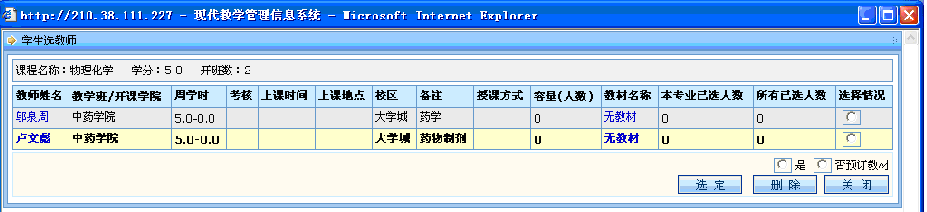 http://210.38.111.227 - 现代教学管理信息系统 - Microsoft Internet Explorer
学生选教师
课程名称：物理化学 学分：5.0 开班数：2
教师姓名 教学班/开课学院 周学时 考核 上课时间 上课地点 校区 备注 授课方式 容量(人数) 教材名称 本专业已选人数 所有已选人数 选择情况
邬泉周 中药学院 5.0-0.0 大学城 药学 0 无教材 0 0
卢文彪 中药学院 5.0-0.0 大学城 药物制剂 0 无教材 0 0
是 否预订教材
选 定 删 除 关 闭